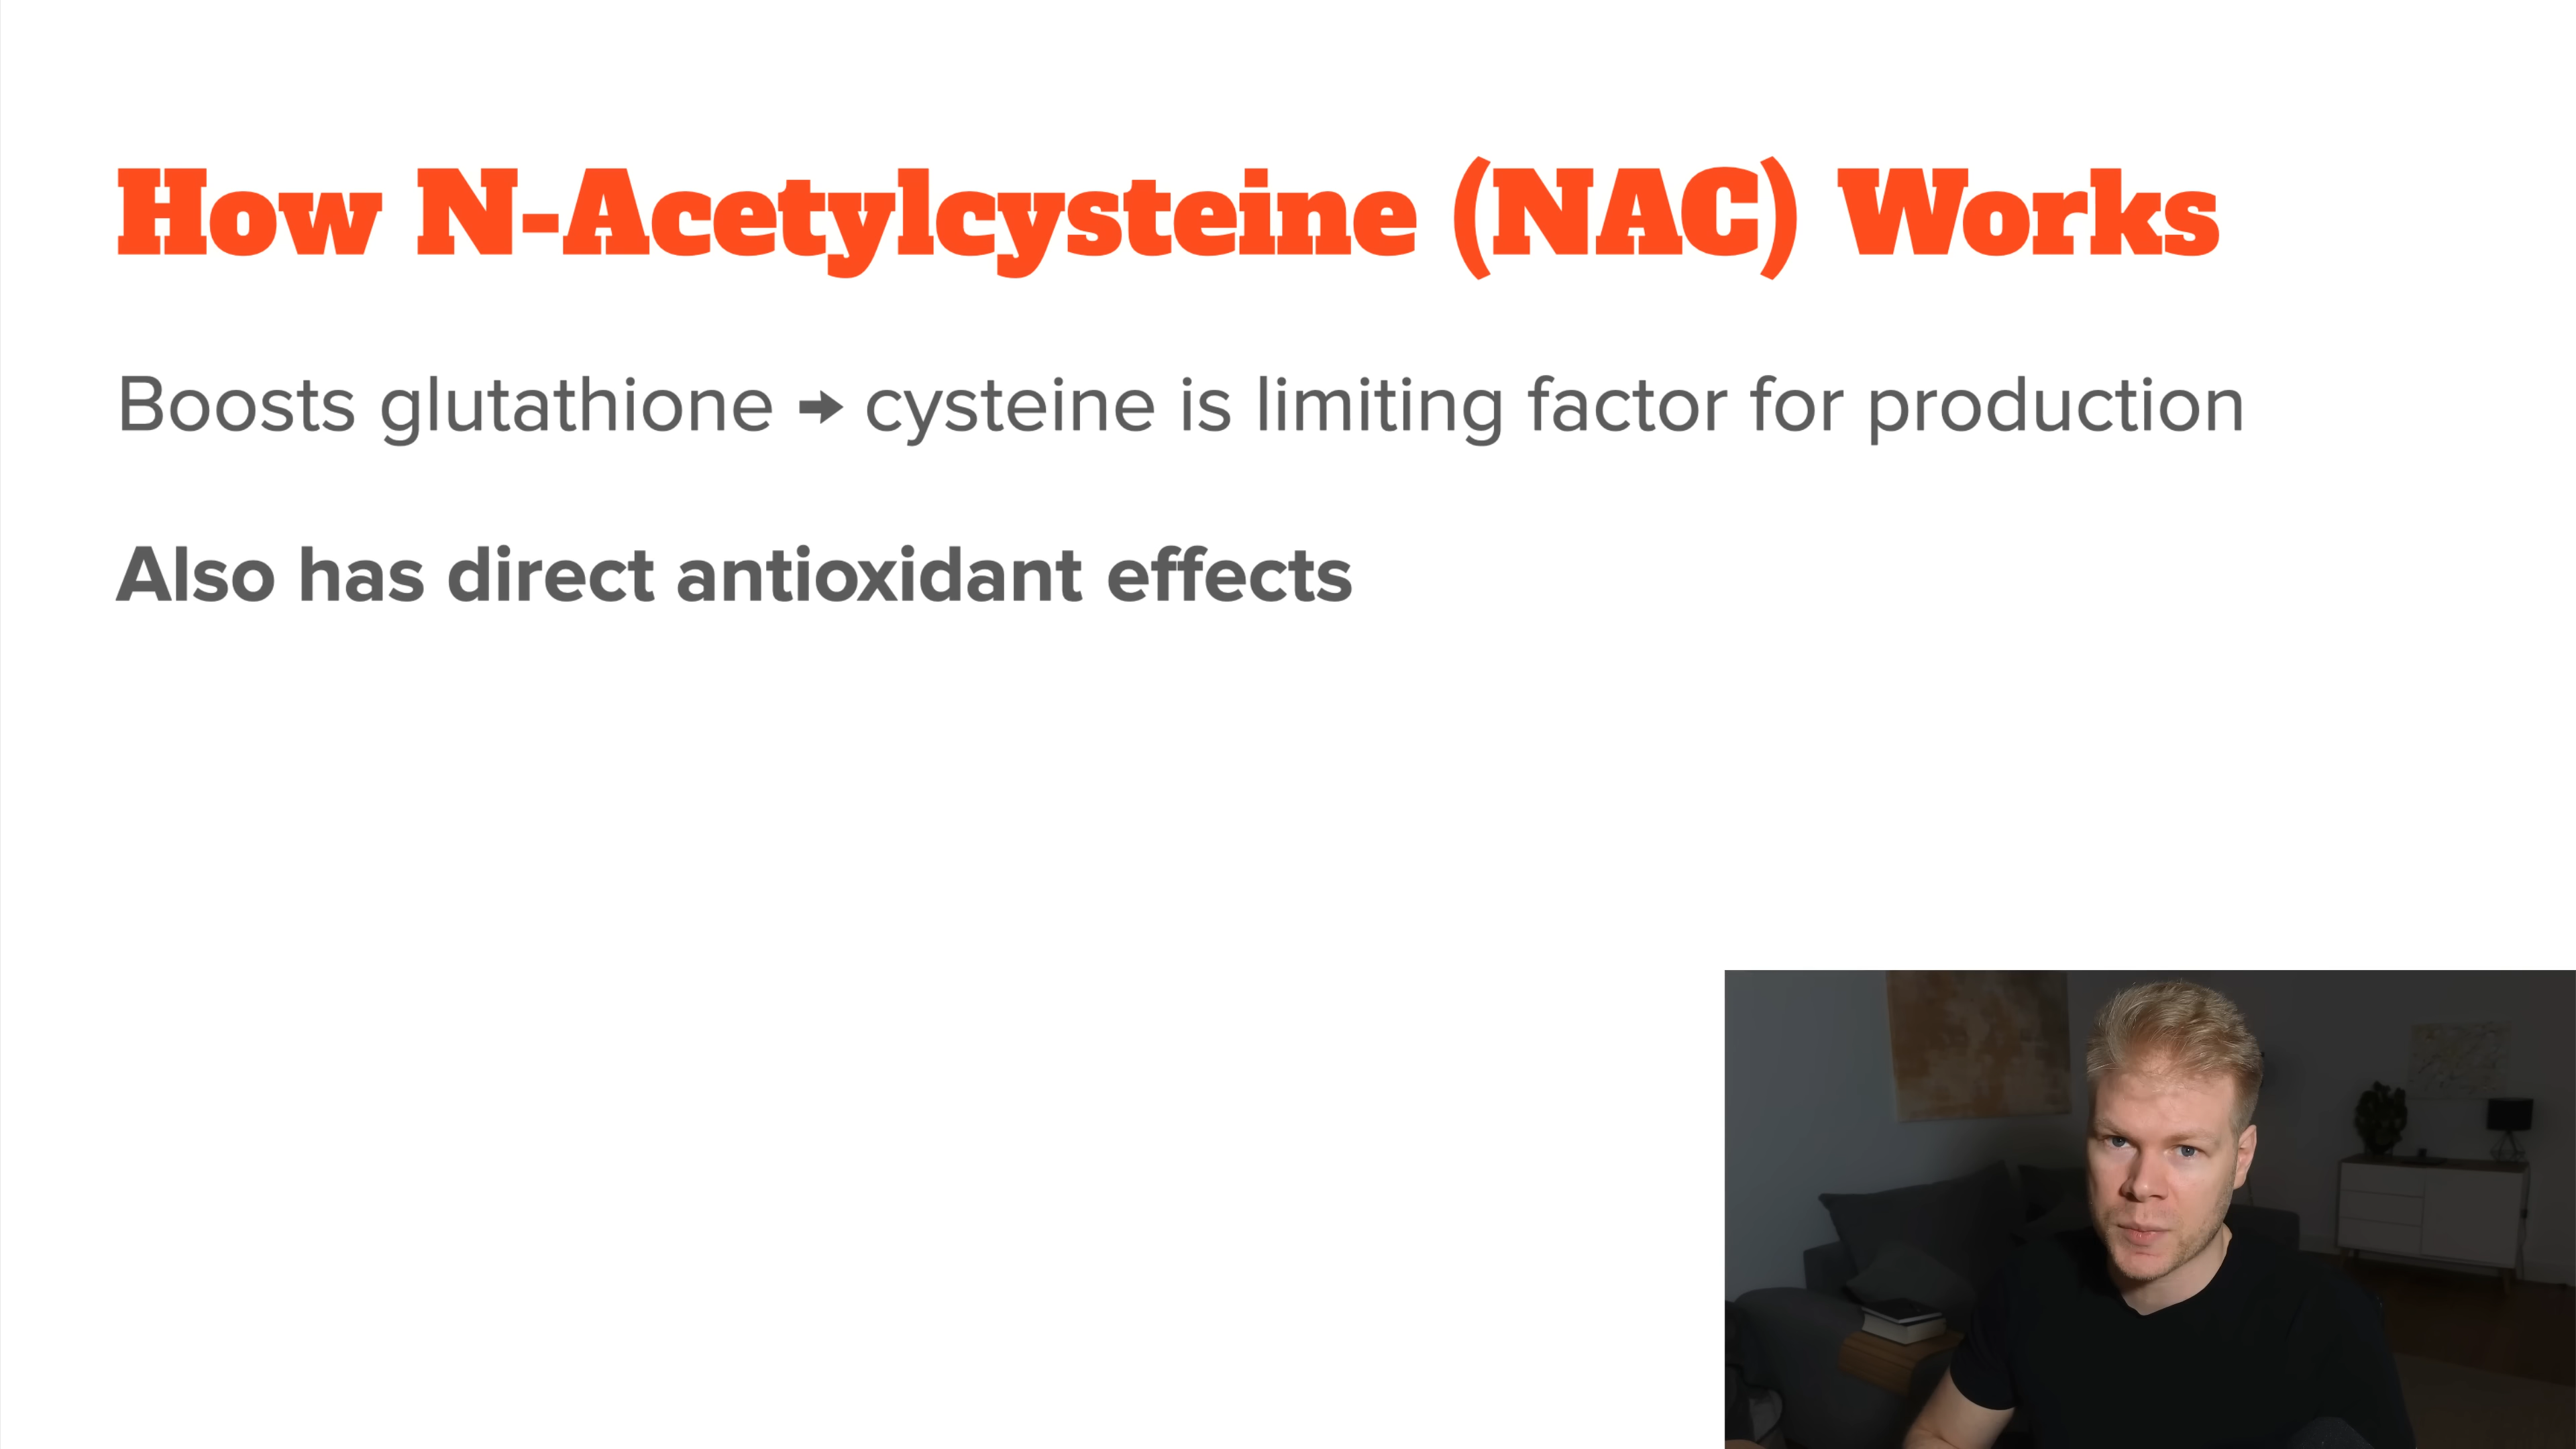 How N-Acetylcysteine (NAC) Works
Boosts glutathione → cysteine is limiting factor for production
Also has direct antioxidant effects